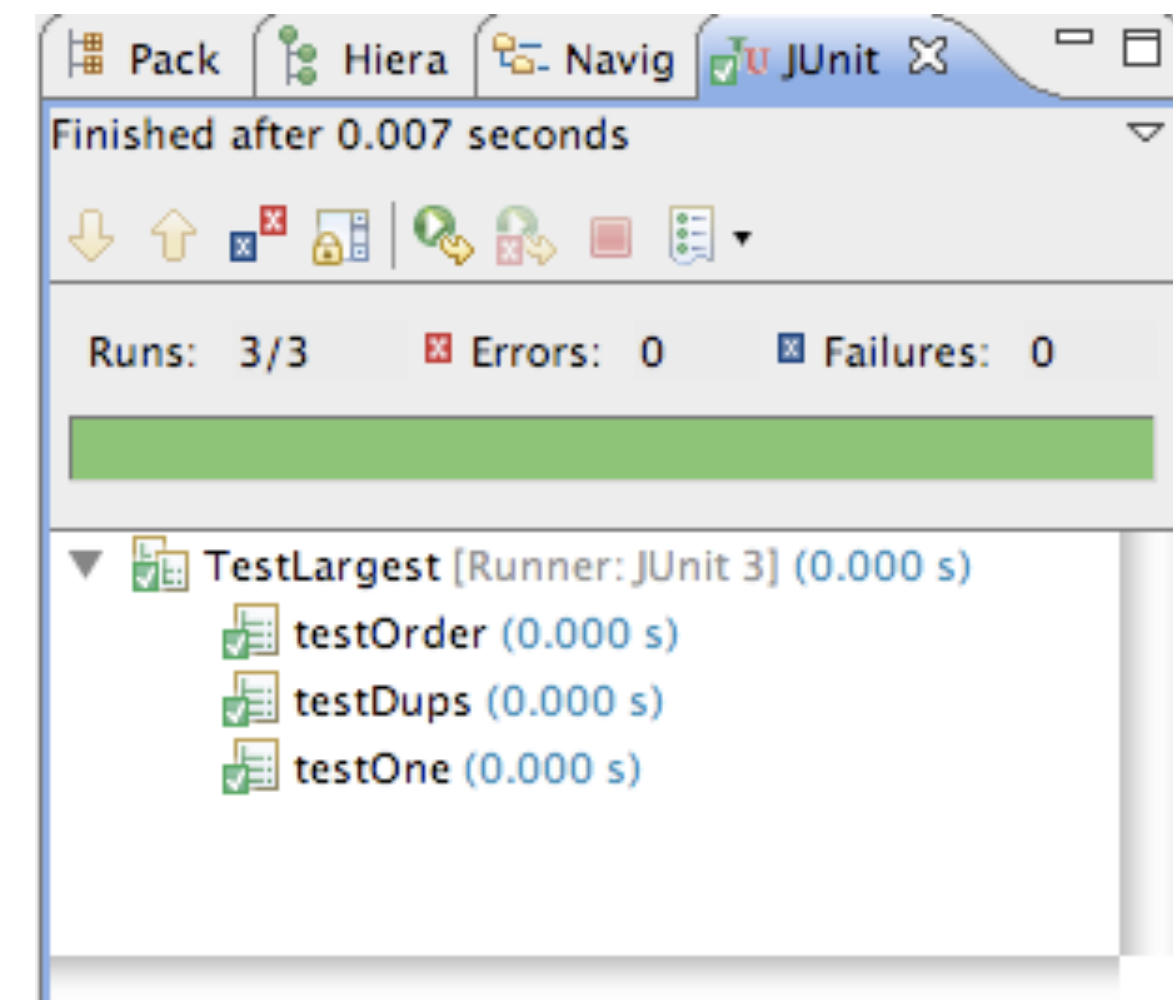 Pack Hiera Navig JU JUnit
Finished after 0.007 seconds
Runs: 3/3 Errors: 0 Failures: 0
TestLargest [Runner: JUnit 3] (0.000 s)
testOrder (0.000 s)
testDups (0.000 s)
testOne (0.000 s)